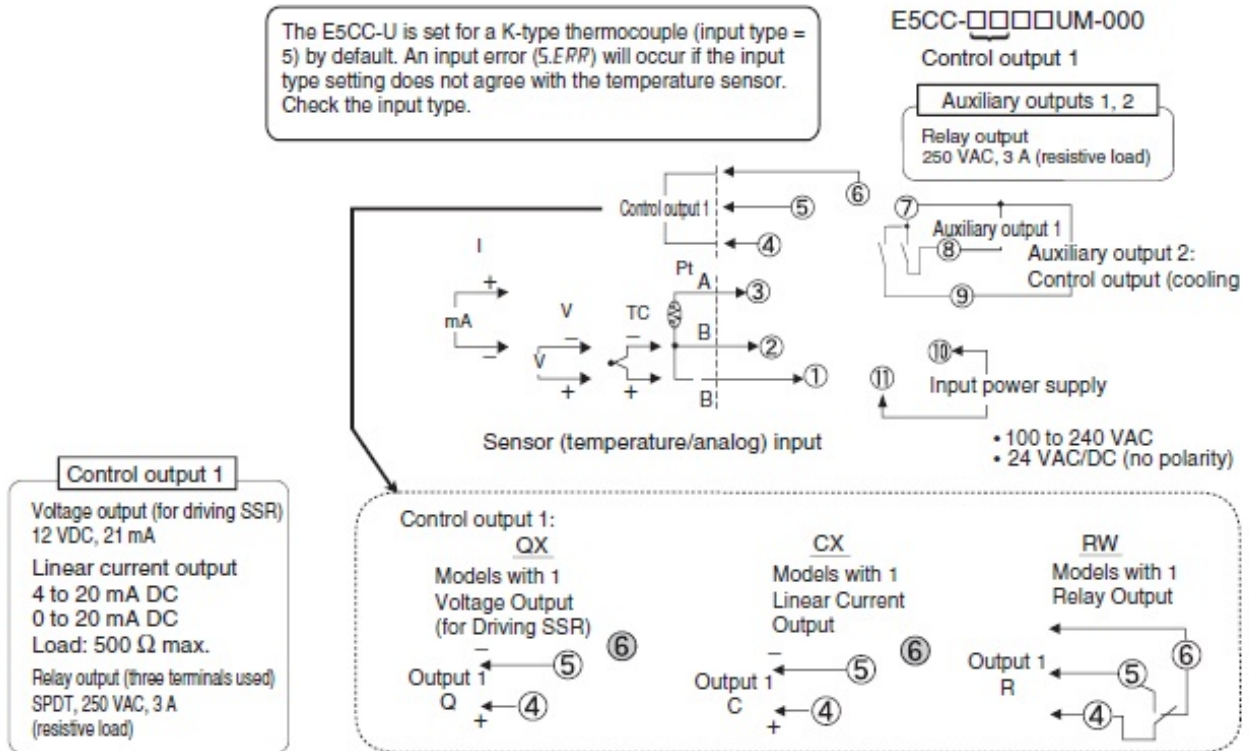 The E5CC-U is set for a K-type thermocouple (input type =
5) by default. An input error (S.ERR) will occur if the input
type setting does not agree with the temperature sensor.
Check the input type.
E5CC-□□□□UM-000
Control output 1
Auxiliary outputs 1, 2
Relay output
250 VAC, 3 A (resistive load)
Control output 1
⑥
⑤
④
⑦
Auxiliary output 1
⑧
Auxiliary output 2:
Control output (cooling
⑨
I
+
mA
−
V
−
V
+
TC
−
+
Pt
A
③
B
②
①
B
⑩
⑪
Input power supply
• 100 to 240 VAC
• 24 VAC/DC (no polarity)
Sensor (temperature/analog) input
Control output 1
Voltage output (for driving SSR)
12 VDC, 21 mA
Linear current output
4 to 20 mA DC
0 to 20 mA DC
Load: 500 Ω max.
Relay output (three terminals used)
SPDT, 250 VAC, 3 A
(resistive load)
Control output 1:
QX
Models with 1
Voltage Output
(for Driving SSR)
⑥
−
⑤
Output 1
Q
④
+
CX
Models with 1
Linear Current
Output
⑥
−
⑤
Output 1
C
④
+
RW
Models with 1
Relay Output
⑥
Output 1
⑤
R
④